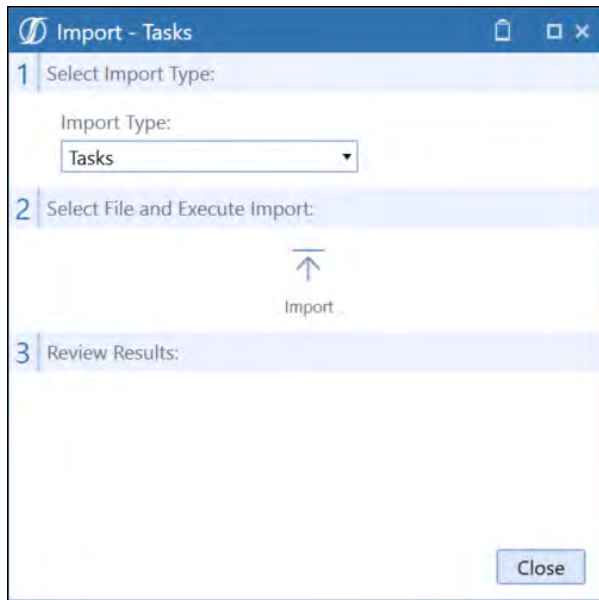 Import - Tasks
1 Select Import Type:
Import Type:
Tasks
2 Select File and Execute Import:
Import
3 Review Results:
Close